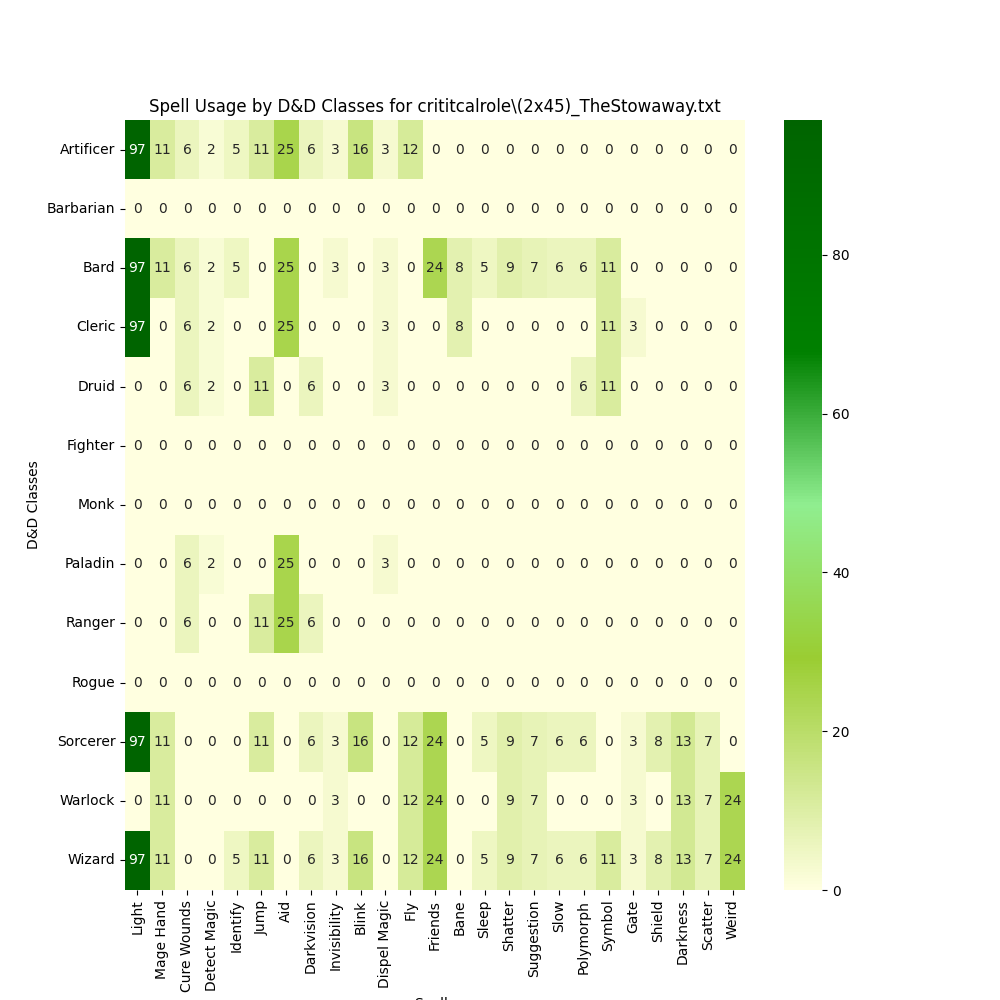 Spell Usage by D&D Classes for crititcalrole\(2x45)_TheStowaway.txt
Artificer 97 11 6 2 5 11 25 6 3 16 3 12 0 0 0 0 0 0 0 0 0 0 0 0 0
Barbarian 0 0 0 0 0 0 0 0 0 0 0 0 0 0 0 0 0 0 0 0 0 0 0 0 0
Bard 97 11 6 2 5 0 25 0 3 0 3 0 24 8 5 9 7 6 6 11 0 0 0 0 0
Cleric 97 0 6 2 0 0 25 0 0 0 3 0 0 8 0 0 0 0 0 11 3 0 0 0 0
Druid 0 0 6 2 0 11 0 6 0 0 3 0 0 0 0 0 0 0 6 11 0 0 0 0 0
Fighter 0 0 0 0 0 0 0 0 0 0 0 0 0 0 0 0 0 0 0 0 0 0 0 0 0
Monk 0 0 0 0 0 0 0 0 0 0 0 0 0 0 0 0 0 0 0 0 0 0 0 0 0
Paladin 0 0 6 2 0 0 25 0 0 0 3 0 0 0 0 0 0 0 0 0 0 0 0 0 0
Ranger 0 0 6 0 0 11 25 6 0 0 0 0 0 0 0 0 0 0 0 0 0 0 0 0 0
Rogue 0 0 0 0 0 0 0 0 0 0 0 0 0 0 0 0 0 0 0 0 0 0 0 0 0
Sorcerer 97 11 0 0 0 11 0 6 3 16 0 12 24 0 5 9 7 6 6 0 3 8 13 7 0
Warlock 0 11 0 0 0 0 0 0 3 0 0 12 24 0 0 9 7 0 0 0 3 0 13 7 24
Wizard 97 11 0 0 5 11 0 6 3 16 0 12 24 0 5 9 7 6 6 11 3 8 13 7 24
D&D Classes
Light
Mage Hand
Cure Wounds
Detect Magic
Identify
Jump
Aid
Darkvision
Invisibility
Blink
Dispel Magic
Fly
Friends
Bane
Sleep
Shatter
Suggestion
Slow
Polymorph
Symbol
Gate
Shield
Darkness
Scatter
Weird
80
60
40
20
0